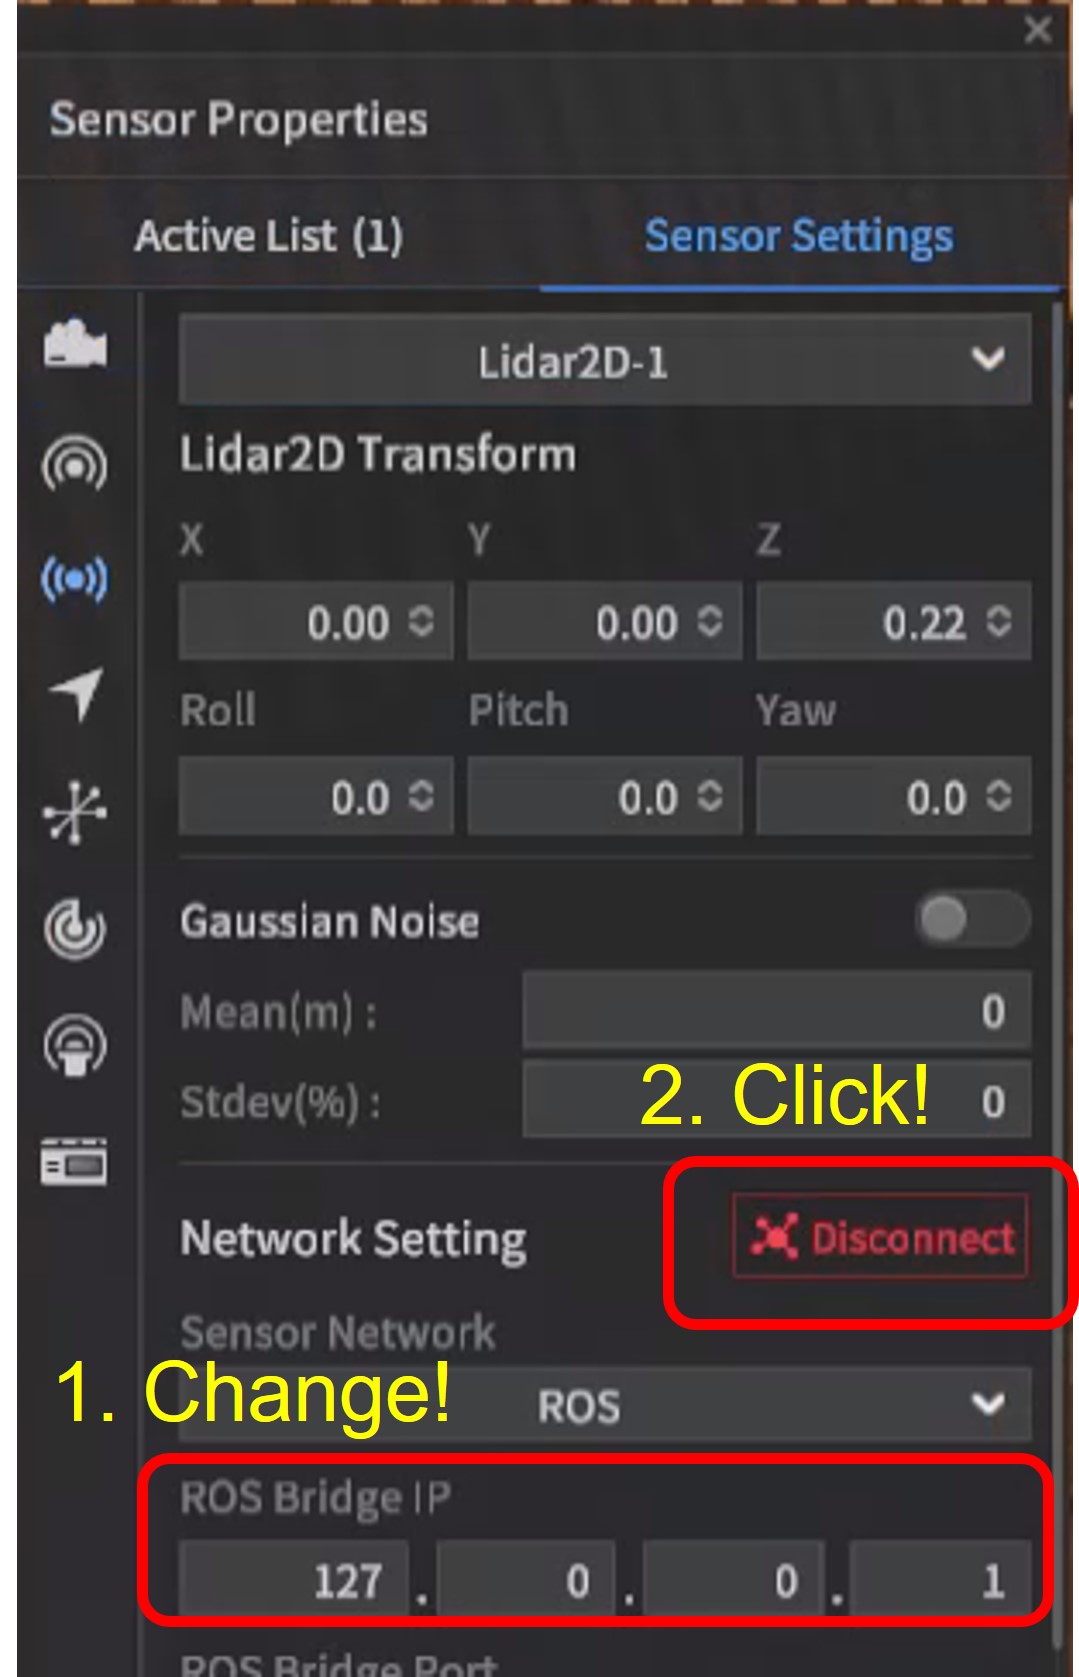 Sensor Properties
Active List (1) Sensor Settings
Lidar2D-1
Lidar2D Transform
X Y Z
0.00 0.00 0.22
Roll Pitch Yaw
0.0 0.0 0.0
Gaussian Noise
Mean(m) : 0
Stdev(%) : 0
2. Click!
Network Setting Disconnect
Sensor Network
1. Change!
ROS
ROS Bridge IP
127 . 0 . 0 . 1
ROS Bridge Port